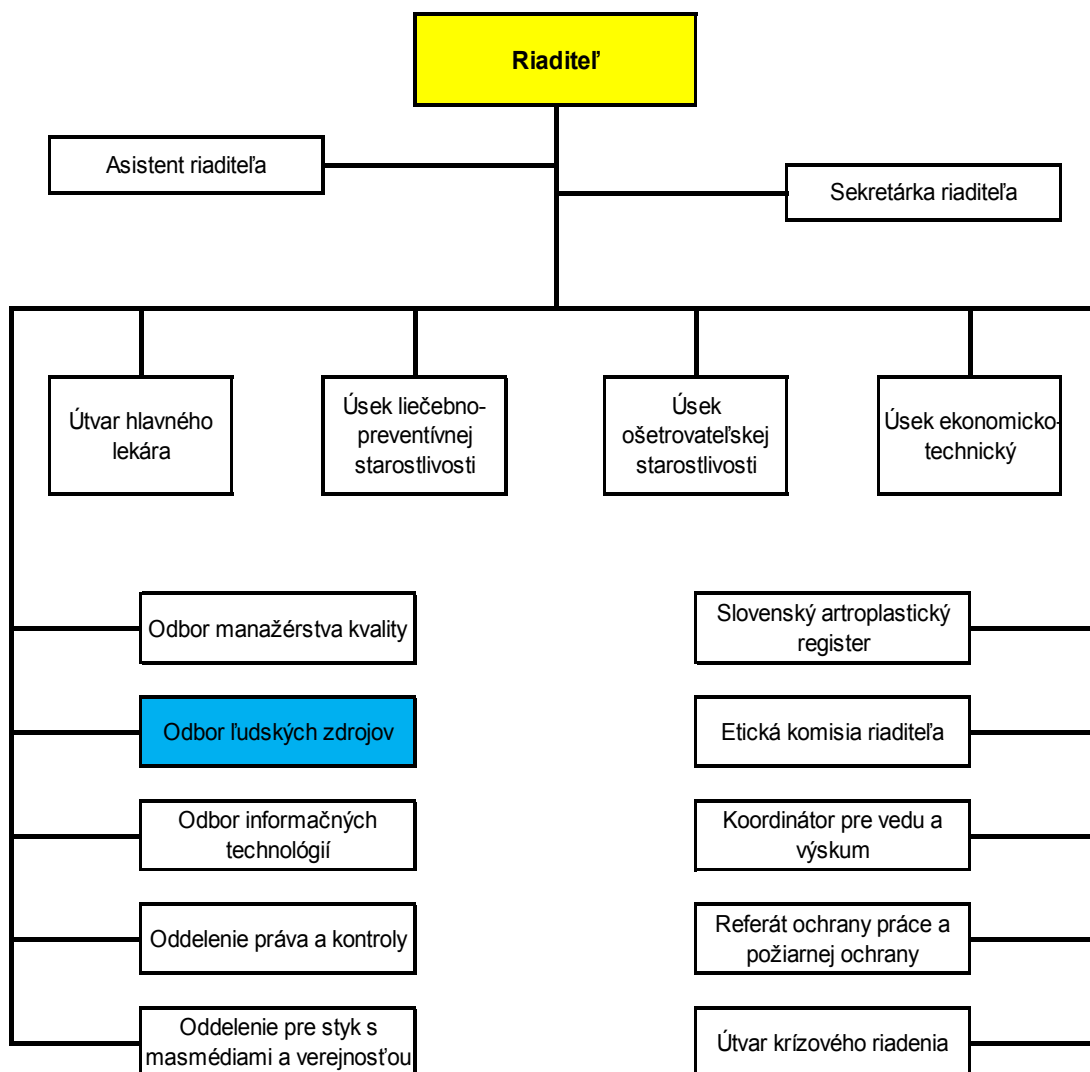 Riaditeľ
Asistent riaditeľa
Sekretárka riaditeľa
Útvar hlavného
lekára
Úsek liečebno-
preventívnej
starostlivosti
Úsek
ošetrovateľskej
starostlivosti
Úsek ekonomicko-
technický
Odbor manažérstva kvality
Slovenský artroplastický
register
Odbor ľudských zdrojov
Etická komisia riaditeľa
Odbor informačných
technológií
Koordinátor pre vedu a
výskum
Oddelenie práva a kontroly
Referát ochrany práce a
požiarnej ochrany
Oddelenie pre styk s
masmédiami a verejnosťou
Útvar krízového riadenia